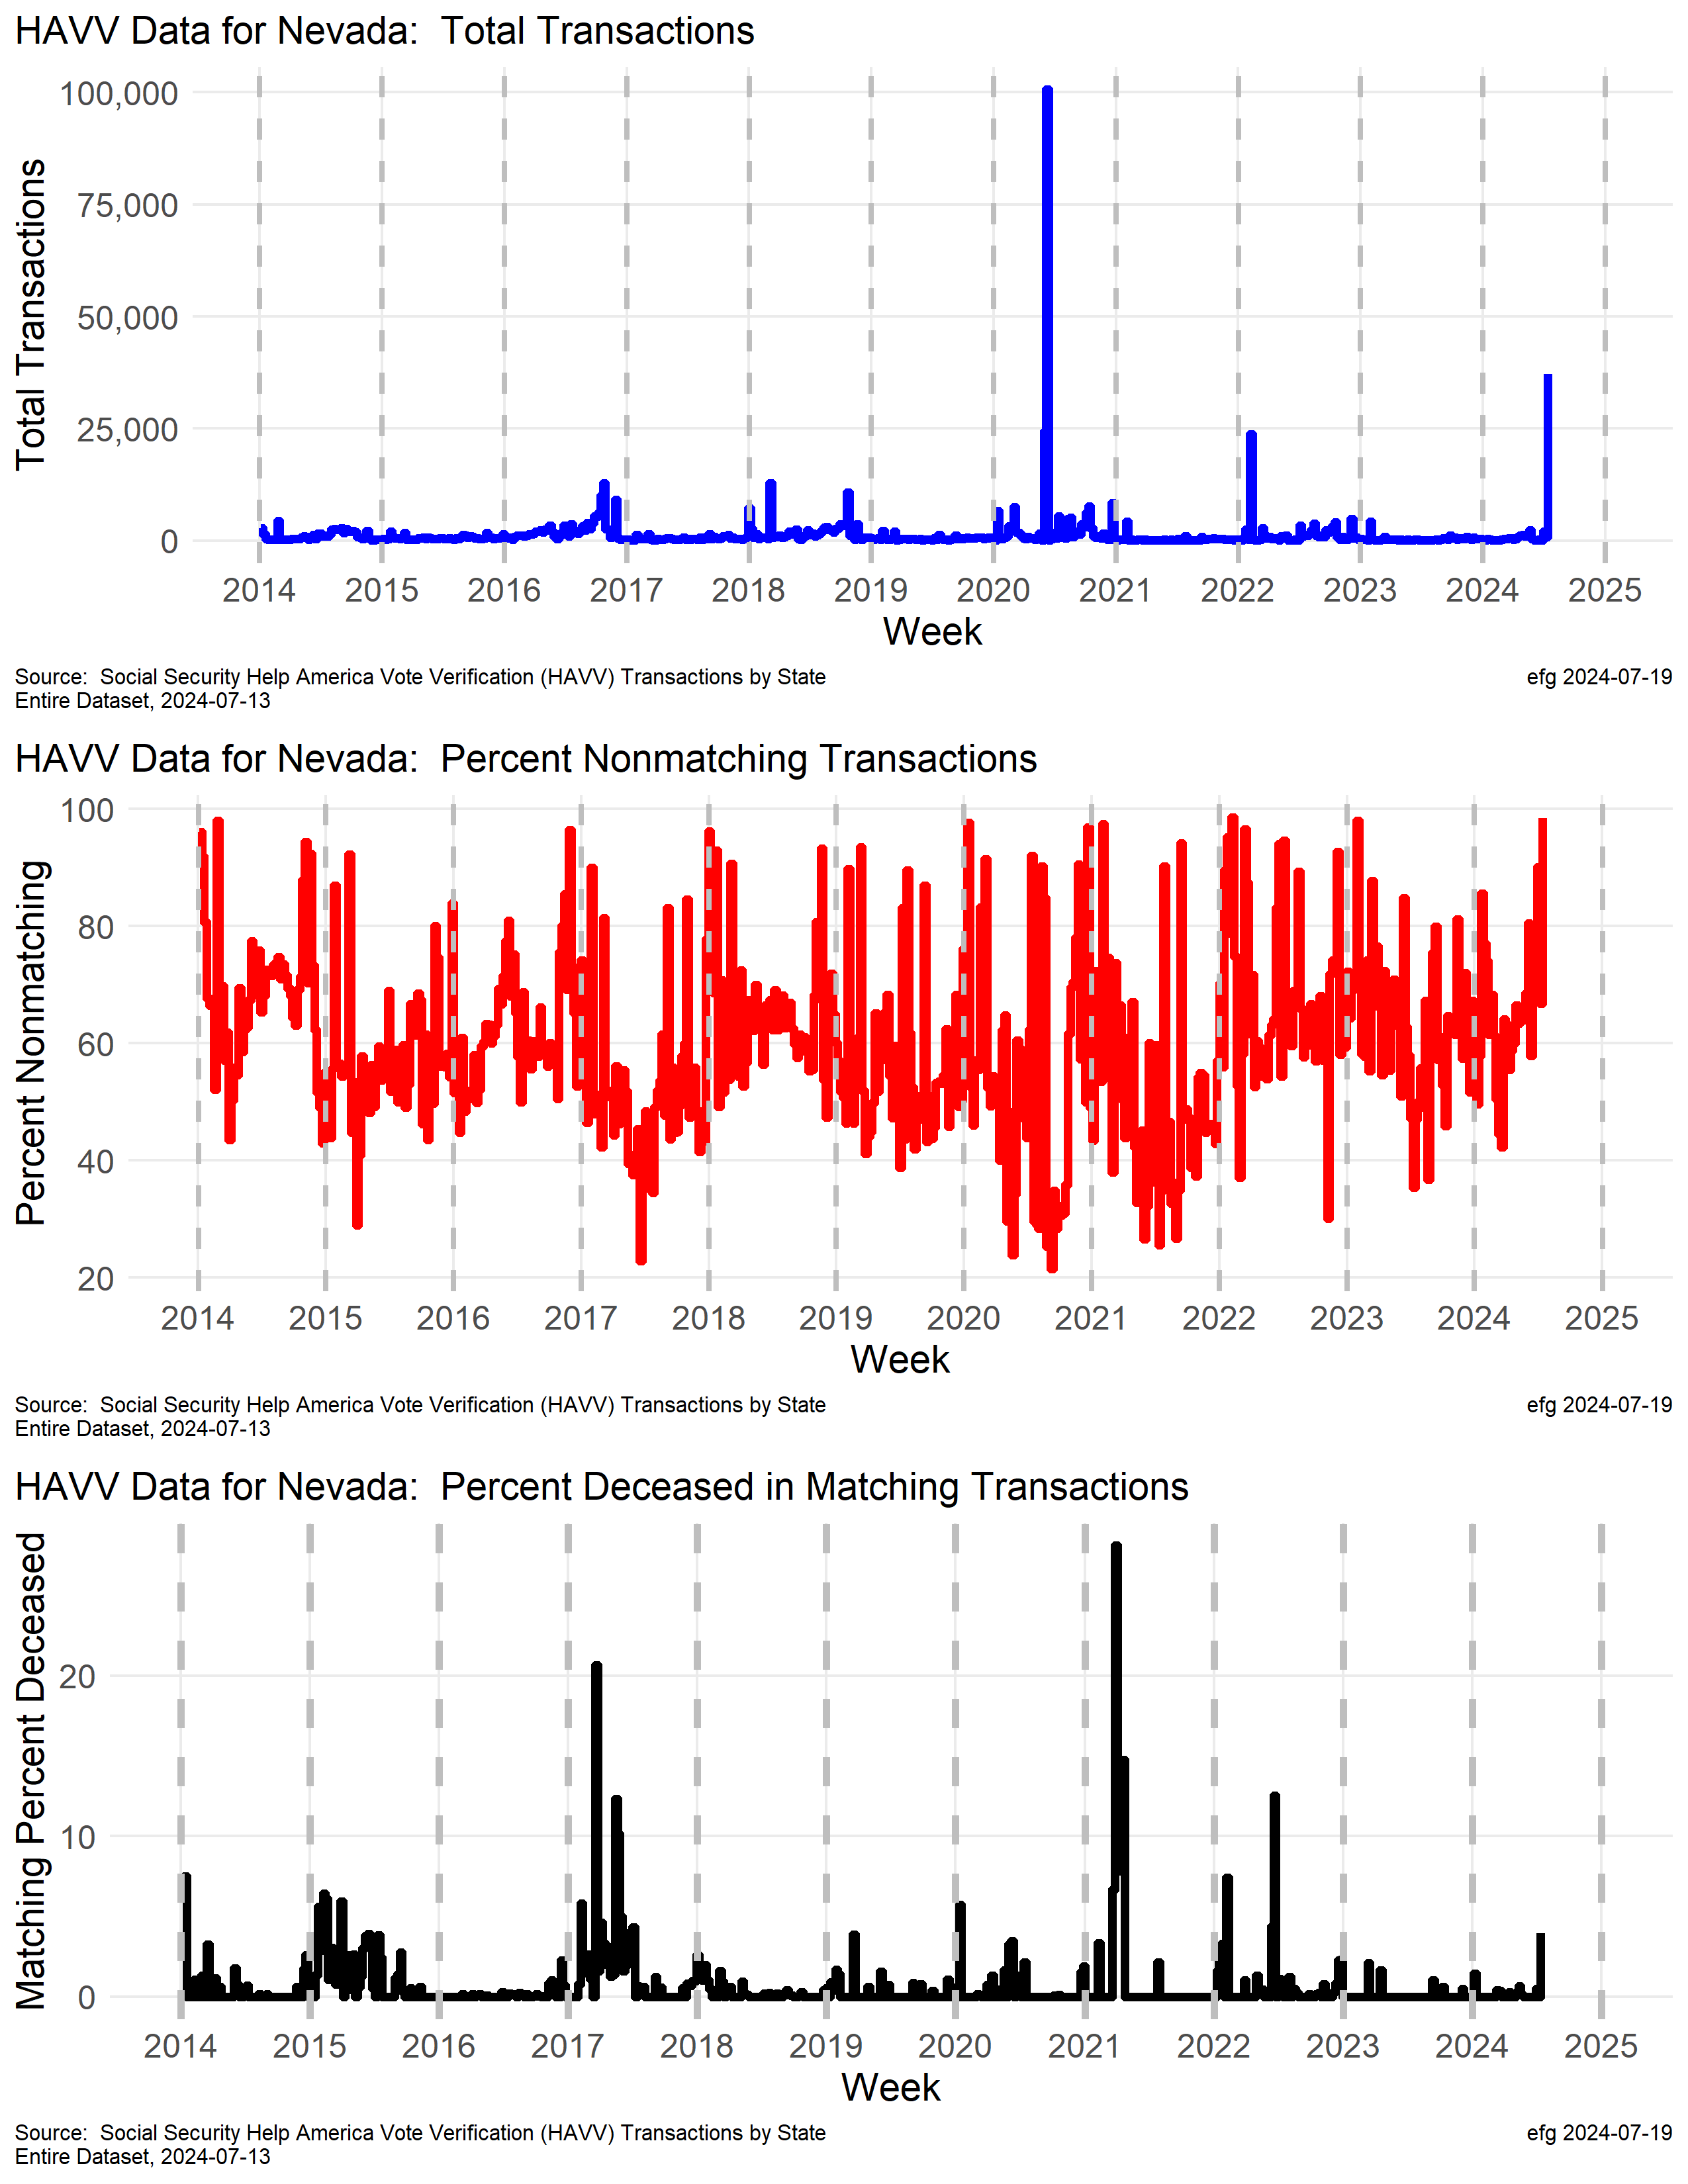 HAVV Data for Nevada:  Total Transactions
Total Transactions
100,000
75,000
50,000
25,000
0
2014 2015 2016 2017 2018 2019 2020 2021 2022 2023 2024 2025
Week
Source:  Social Security Help America Vote Verification (HAVV) Transactions by State efg 2024-07-19
Entire Dataset, 2024-07-13
HAVV Data for Nevada:  Percent Nonmatching Transactions
Percent Nonmatching
100
80
60
40
20
2014 2015 2016 2017 2018 2019 2020 2021 2022 2023 2024 2025
Week
Source:  Social Security Help America Vote Verification (HAVV) Transactions by State efg 2024-07-19
Entire Dataset, 2024-07-13
HAVV Data for Nevada:  Percent Deceased in Matching Transactions
Matching Percent Deceased
20
10
0
2014 2015 2016 2017 2018 2019 2020 2021 2022 2023 2024 2025
Week
Source:  Social Security Help America Vote Verification (HAVV) Transactions by State efg 2024-07-19
Entire Dataset, 2024-07-13